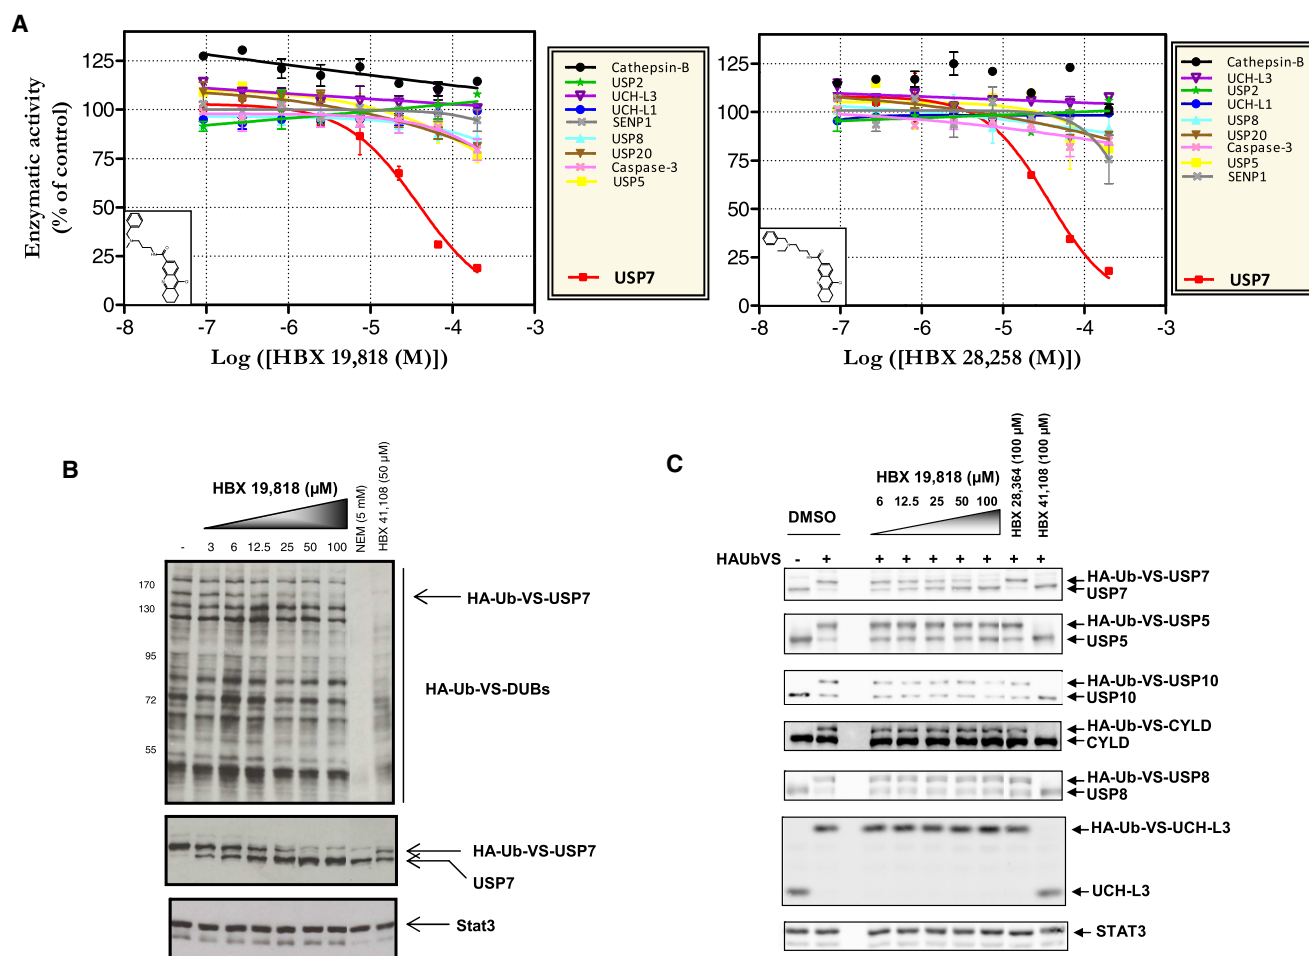 A
Enzymatic activity
(% of control)
125
100
75
50
25
0
-8
-7
-6
-5
-4
-3
Log ([HBX 19,818 (M)])
Cathepsin-B
USP2
UCH-L3
UCH-L1
SENP1
USP8
USP20
Caspase-3
USP5
USP7
125
100
75
50
25
0
-8
-7
-6
-5
-4
-3
Log ([HBX 28,258 (M)])
Cathepsin-B
UCH-L3
USP2
UCH-L1
USP8
USP20
Caspase-3
USP5
SENP1
USP7
B
HBX 19,818 (µM)
- 3 6 12.5 25 50 100
NEM (5 mM)
HBX 41,108 (50 µM)
170
130
95
72
55
HA-Ub-VS-USP7
HA-Ub-VS-DUBs
HA-Ub-VS-USP7
USP7
Stat3
C
HBX 19,818 (µM)
6 12.5 25 50 100
HBX 28,364 (100 µM)
HBX 41,108 (100 µM)
DMSO
HAUbVS - + + + + + + + +
HA-Ub-VS-USP7
USP7
HA-Ub-VS-USP5
USP5
HA-Ub-VS-USP10
USP10
HA-Ub-VS-CYLD
CYLD
HA-Ub-VS-USP8
USP8
HA-Ub-VS-UCH-L3
UCH-L3
STAT3